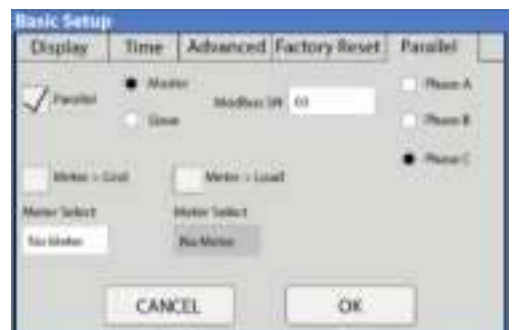 Basic Setup
Display Time Advanced Factory Reset Parallel
Parallel Master Modbus SN 03 Phase A
Slave Phase B
Phase C
Meter > Grid Meter > Load
Meter Select Meter Select
No Meter No Meter
CANCEL OK